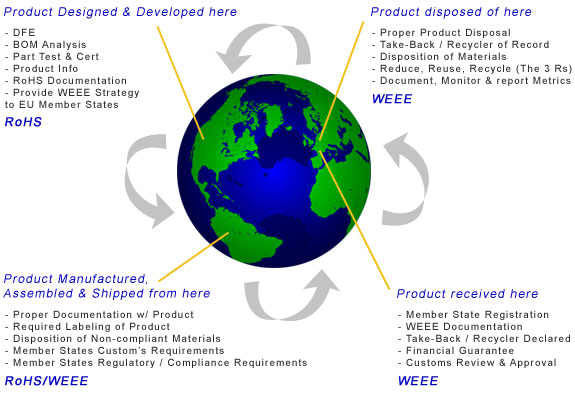 Product Designed & Developed here
- DFE
- BOM Analysis
- Part Test & Cert
- Product Info
- RoHS Documentation
- Provide WEEE Strategy
to EU Member States
RoHS
Product disposed of here
- Proper Product Disposal
- Take-Back / Recycler of Record
- Disposition of Materials
- Reduce, Reuse, Recycle (The 3 Rs)
- Document, Monitor & report Metrics
WEEE
Product Manufactured,
Assembled & Shipped from here
- Proper Documentation w/ Product
- Required Labeling of Product
- Disposition of Non-compliant Materials
- Member States Custom's Requirements
- Member States Regulatory / Compliance Requirements
RoHS/WEEE
Product received here
- Member State Registration
- WEEE Documentation
- Take-Back / Recycler Declared
- Financial Guarantee
- Customs Review & Approval
WEEE